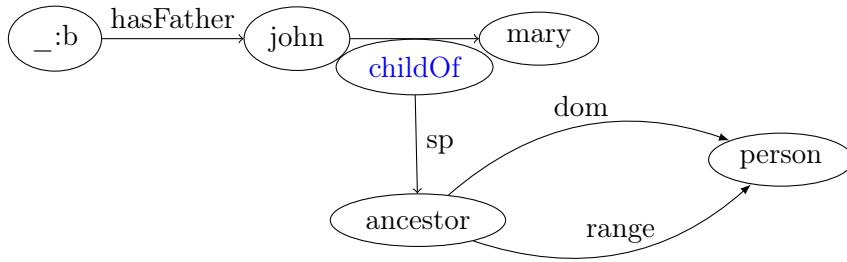 _:b
hasFather
john
mary
childOf
dom
sp
person
ancestor
range